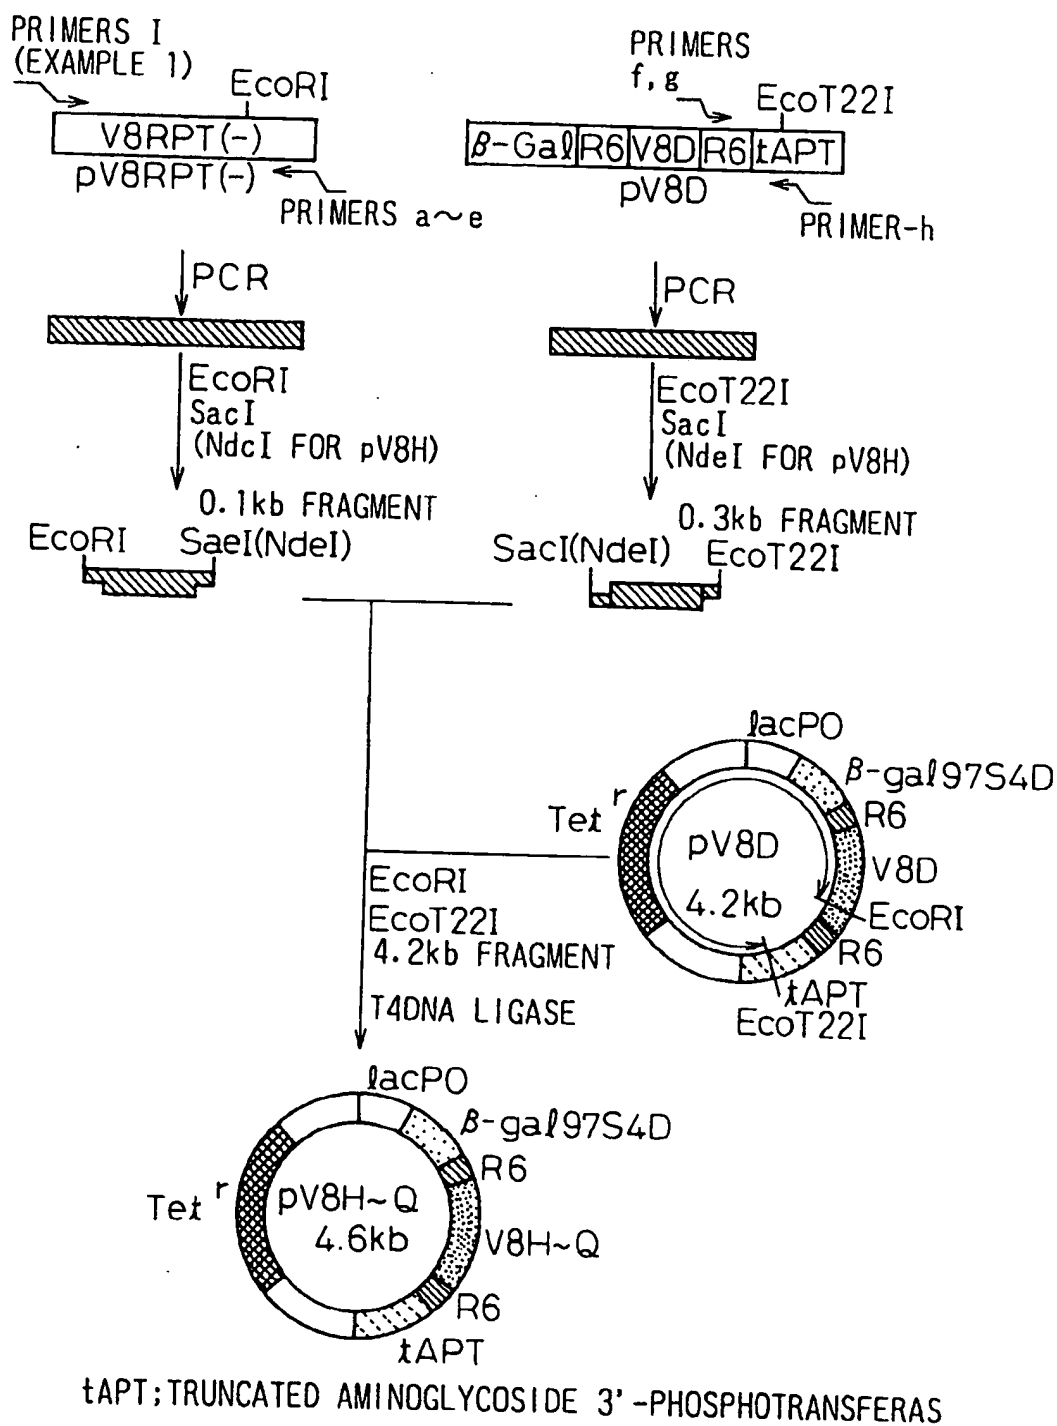 PRIMERS I
(EXAMPLE 1)
EcoRI
V8RPT(-)
pV8RPT(-)
PRIMERS a~e
PRIMERS
f, g
EcoT22I
β-Gal R6 V8D R6 tAPT
pV8D
PRIMER-h
PCR
PCR
EcoRI
SacI
(NdcI FOR pV8H)
EcoT22I
SacI
(NdeI FOR pV8H)
0.1kb FRAGMENT
EcoRI SaeI(NdeI)
0.3kb FRAGMENT
SacI(NdeI) EcoT22I
lacPO
β-gal97S4D
R6
V8D
EcoRI
R6
tAPT
EcoT22I
Tet r
pV8D
4.2kb
EcoRI
EcoT22I
4.2kb FRAGMENT
T4DNA LIGASE
lacPO
β-gal97S4D
R6
V8H~Q
R6
tAPT
Tet r
pV8H~Q
4.6kb
tAPT;TRUNCATED AMINOGLYCOSIDE 3'-PHOSPHOTRANSFERAS